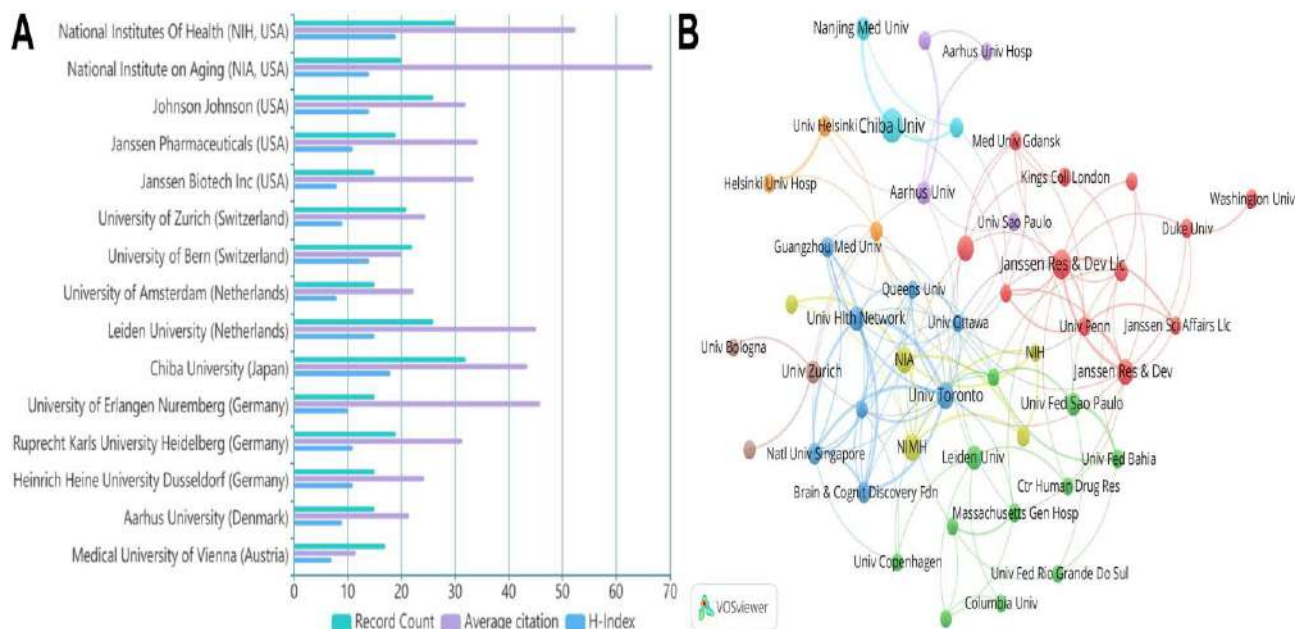 A
National Institutes Of Health (NIH, USA)
National Institute on Aging (NIA, USA)
Johnson Johnson (USA)
Janssen Pharmaceuticals (USA)
Janssen Biotech Inc (USA)
University of Zurich (Switzerland)
University of Bern (Switzerland)
University of Amsterdam (Netherlands)
Leiden University (Netherlands)
Chiba University (Japan)
University of Erlangen Nuremberg (Germany)
Ruprecht Karls University Heidelberg (Germany)
Heinrich Heine University Dusseldorf (Germany)
Aarhus University (Denmark)
Medical University of Vienna (Austria)
0 10 20 30 40 50 60 70
Record Count Average citation H-Index
B
Nanjing Med Univ
Aarhus Univ Hosp
Univ Helsinki
Chiba Univ
Med Univ Gdansk
Helsinki Univ Hosp
Kings Coll London
Aarhus Univ
Washington Univ
Univ Sao Paulo
Duke Univ
Guangzhou Med Univ
Janssen Res & Dev Llc
Queens Univ
Univ Hlth Network
Univ Ottawa
Univ Penn
Janssen Sci Affairs Llc
Univ Bologna
NIA
NIH
Univ Zurich
Janssen Res & Dev
Univ Toronto
Univ Fed Sao Paulo
NIMH
Natl Univ Singapore
Leiden Univ
Univ Fed Bahia
Brain & Cognit Discovery Fdn
Ctr Human Drug Res
Massachusetts Gen Hosp
Univ Copenhagen
Univ Fed Rio Grande Do Sul
Columbia Univ
VOSviewer